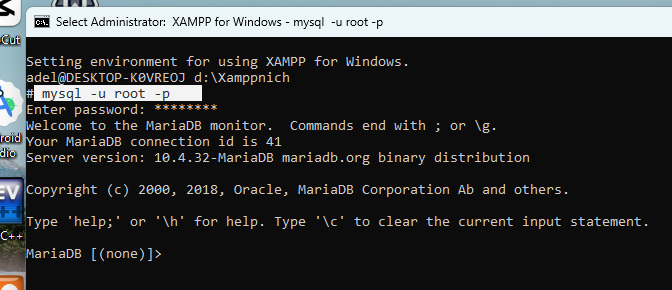 Select Administrator:  XAMPP for Windows - mysql  -u root -p
Cut
Setting environment for using XAMPP for Windows.
adel@DESKTOP-K0VREOJ d:\Xamppnich
# mysql -u root -p
Enter password: ********
Welcome to the MariaDB monitor.  Commands end with ; or \g.
Your MariaDB connection id is 41
Server version: 10.4.32-MariaDB mariadb.org binary distribution
Copyright (c) 2000, 2018, Oracle, MariaDB Corporation Ab and others.
Type 'help;' or '\h' for help. Type '\c' to clear the current input statement.
MariaDB [(none)]>
roid
dio
EV
C++